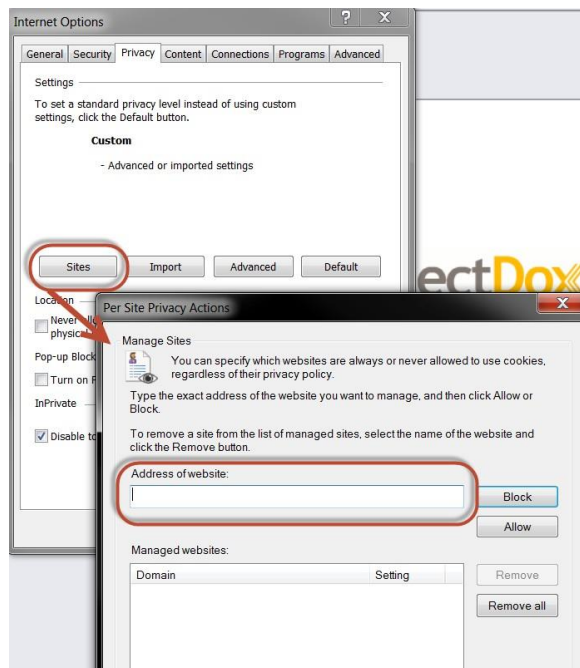 Internet Options
? X
General Security Privacy Content Connections Programs Advanced
Settings
To set a standard privacy level instead of using custom
settings, click the Default button.
Custom
- Advanced or imported settings
Sites Import Advanced Default
ectDox
Location
Never
physical
X
Per Site Privacy Actions
Manage Sites
You can specify which websites are always or never allowed to use cookies,
regardless of their privacy policy.
Pop-up Block
Turn on
Type the exact address of the website you want to manage, and then click Allow or
Block.
InPrivate
Disable to
To remove a site from the list of managed sites, select the name of the website and
click the Remove button.
Address of website:
Block
Allow
Managed websites:
Domain Setting
Remove
Remove all